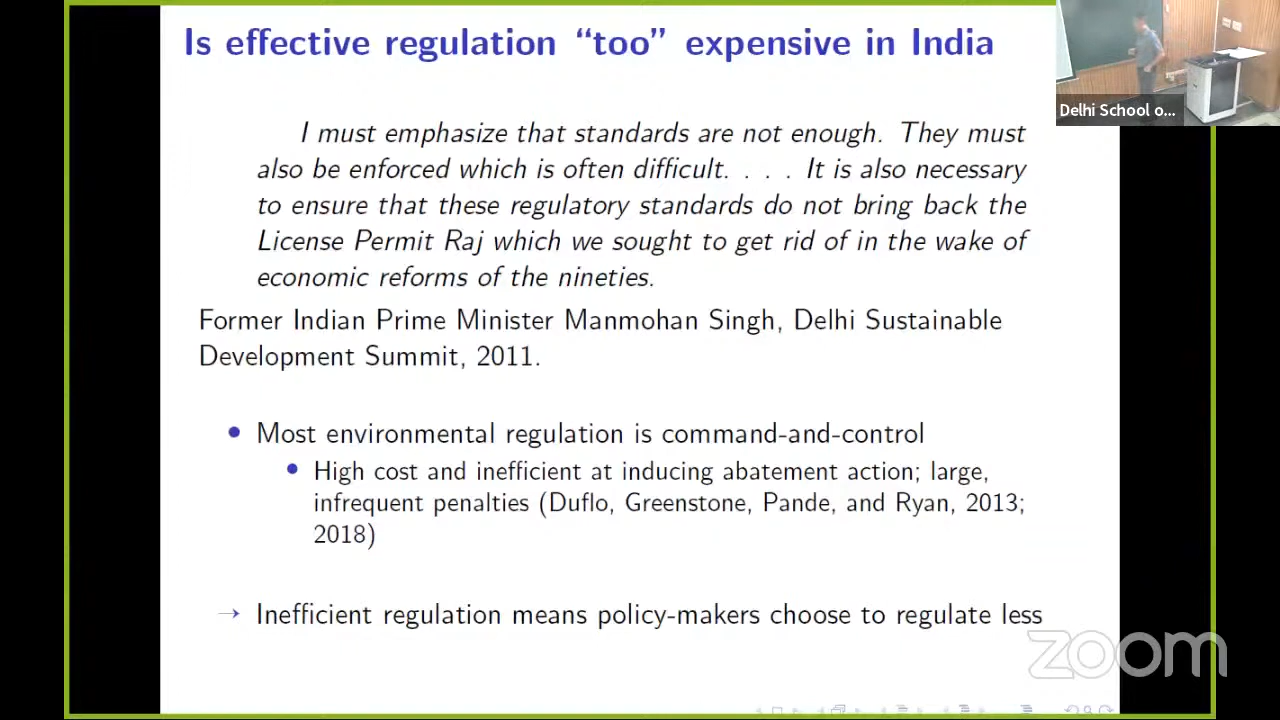 Is effective regulation “too” expensive in India
Delhi School o...
I must emphasize that standards are not enough. They must
also be enforced which is often difficult. . . . It is also necessary
to ensure that these regulatory standards do not bring back the
License Permit Raj which we sought to get rid of in the wake of
economic reforms of the nineties.
Former Indian Prime Minister Manmohan Singh, Delhi Sustainable
Development Summit, 2011.
• Most environmental regulation is command-and-control
• High cost and inefficient at inducing abatement action; large,
infrequent penalties (Duflo, Greenstone, Pande, and Ryan, 2013;
2018)
→ Inefficient regulation means policy-makers choose to regulate less
zoom